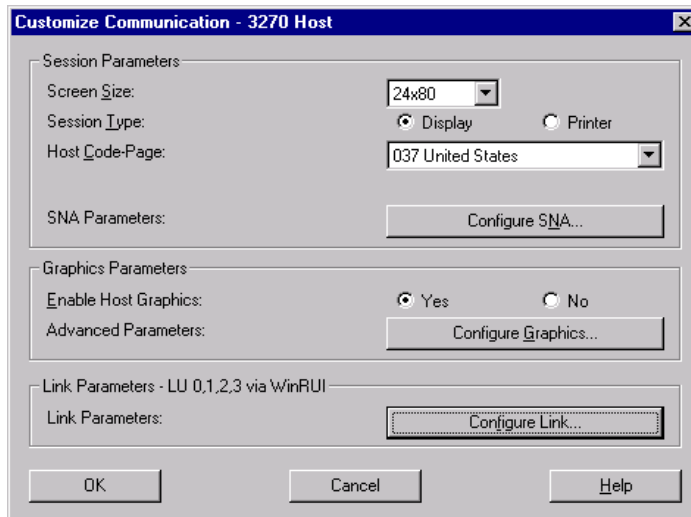 Customize Communication - 3270 Host
Session Parameters
Screen Size: 24x80
Session Type: Display Printer
Host Code-Page: 037 United States
SNA Parameters: Configure SNA...
Graphics Parameters
Enable Host Graphics: Yes No
Advanced Parameters: Configure Graphics...
Link Parameters - LU 0,1,2,3 via WinRUI
Link Parameters: Configure Link...
OK Cancel Help